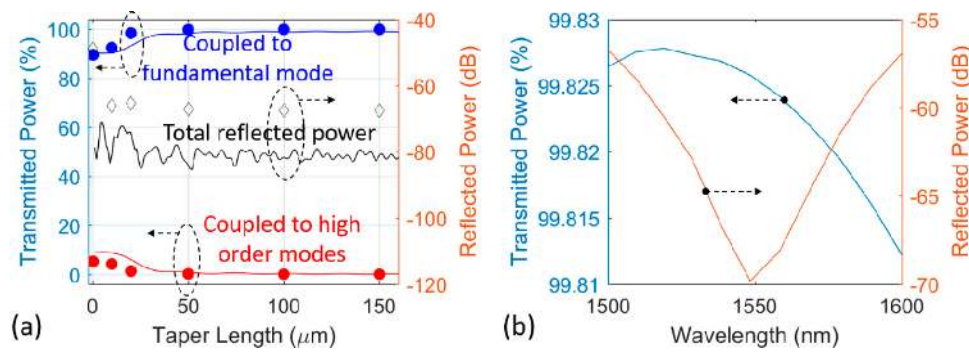 Transmitted Power (%)
100
80
60
40
20
0
Coupled to
fundamental mode
Total reflected power
Coupled to high
order modes
-40
-60
-80
-100
-120
Reflected Power (dB)
0
50
100
150
Taper Length (μm)
(a)
Transmitted Power (%)
99.83
99.825
99.82
99.815
99.81
-55
-60
-65
-70
Reflected Power (dB)
1500
1550
1600
Wavelength (nm)
(b)